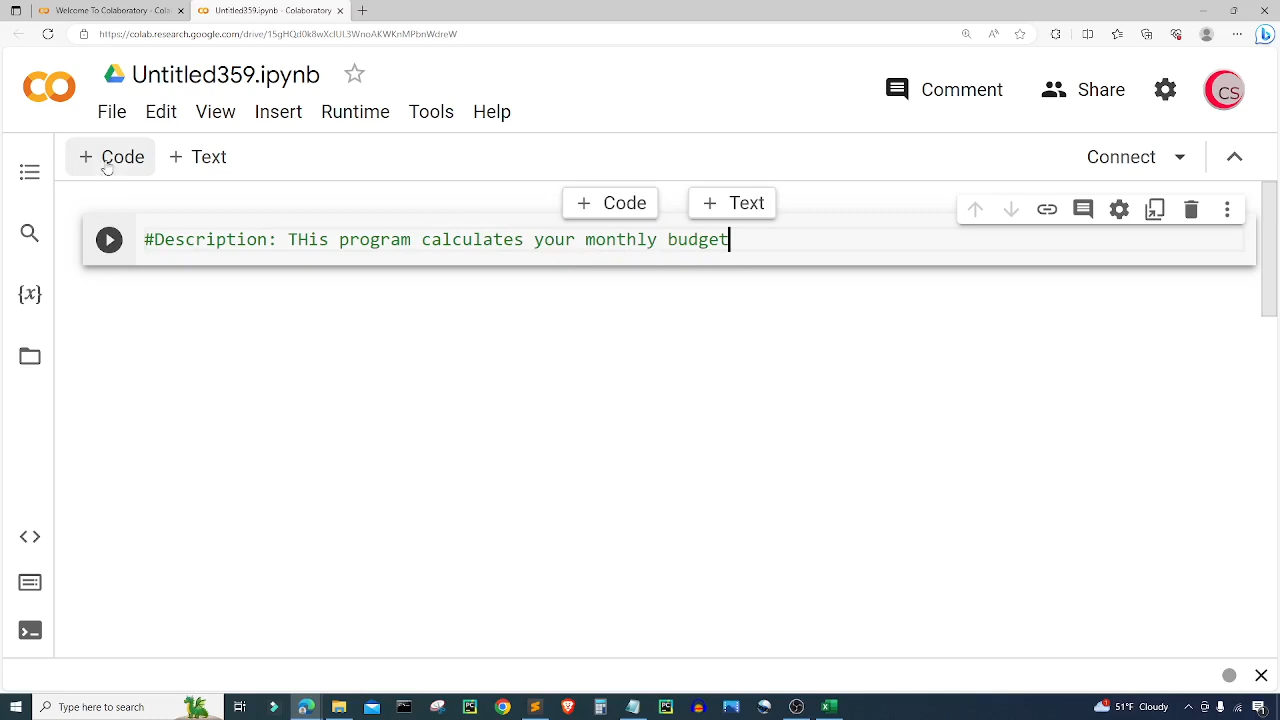 Welcome To Colaboratory - Colab
Untitled359.ipynb - Colaboratory
Untitled359.ipynb
Comment
Share
CS
File Edit View Insert Runtime Tools Help
+ Code + Text
Connect
+ Code + Text
#Description: THis program calculates your monthly budget
{x}
Type here to search
51°F Cloudy